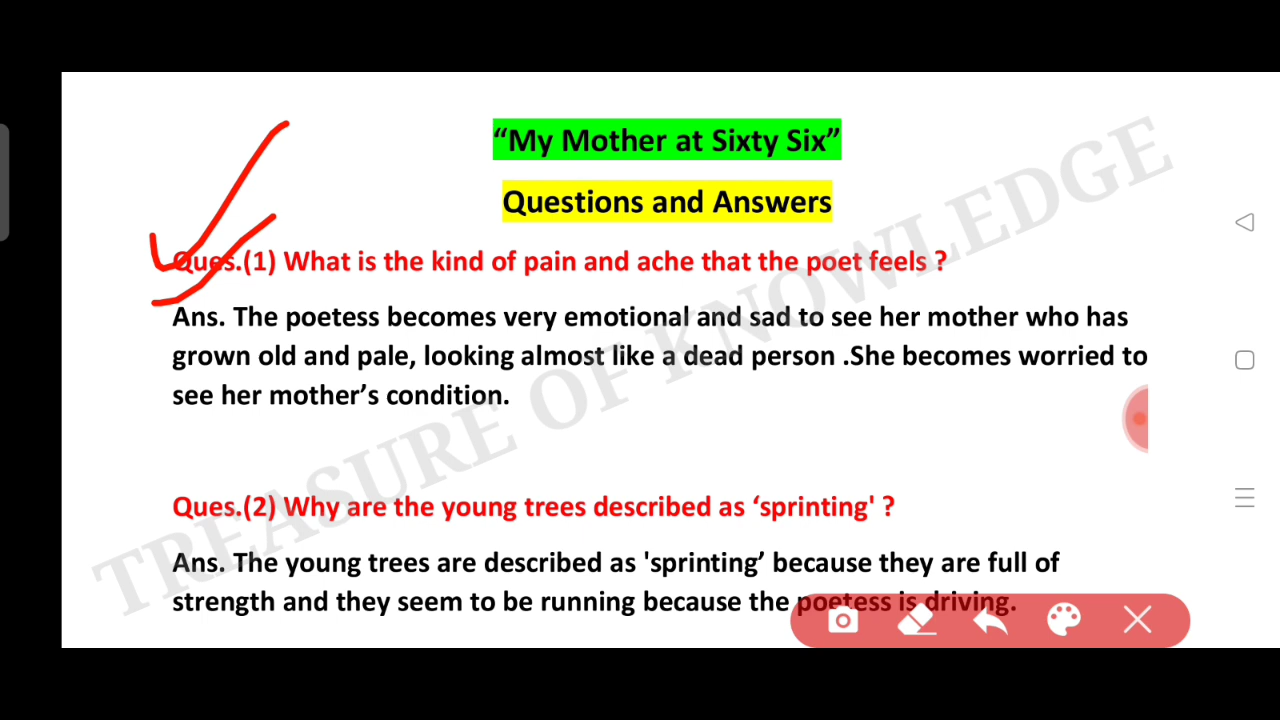 “My Mother at Sixty Six”
Questions and Answers
Ques.(1) What is the kind of pain and ache that the poet feels ?
Ans. The poetess becomes very emotional and sad to see her mother who has
grown old and pale, looking almost like a dead person .She becomes worried to
see her mother’s condition.
Ques.(2) Why are the young trees described as ‘sprinting' ?
Ans. The young trees are described as 'sprinting’ because they are full of
strength and they seem to be running because the poetess is driving.
TREASURE OF KNOWLEDGE